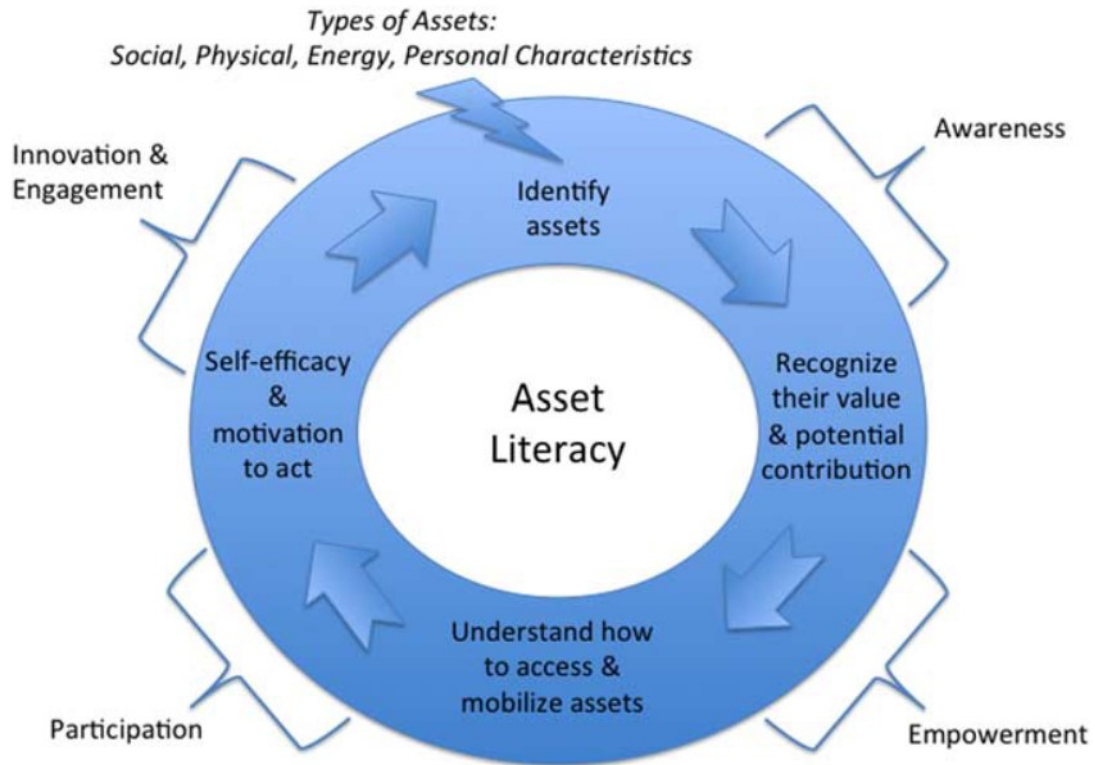 Types of Assets:
Social, Physical, Energy, Personal Characteristics
Innovation &
Engagement
Awareness
Identify
assets
Self-efficacy
&
motivation
to act
Asset
Literacy
Recognize
their value
& potential
contribution
Understand how
to access &
mobilize assets
Participation
Empowerment